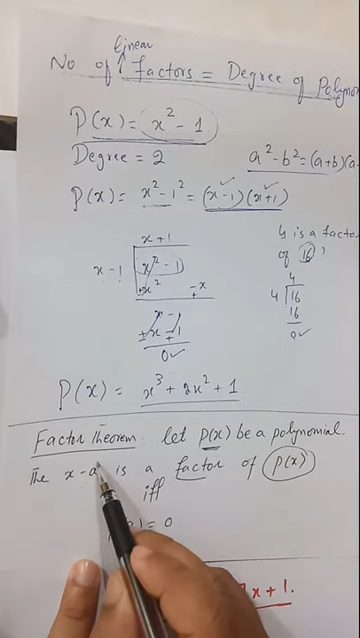 linear
No of ↑ factors = Degree of Polynom
P(x) = x² - 1
Degree = 2
a² - b² = (a+b)(a-
P(x) = x² - 1² = (x-1)(x+1)
x + 1
x - 1 | x² - 1
± x² ∓ x
x - 1
± x ∓ 1
0
4 is a facto
of 16
4
4 | 16
16
0
P(x) = x³ + 2x² + 1.
Factor Theorem. let p(x) be a polynomial.
The x - a is a factor of p(x)
iff
= 0
x + 1.